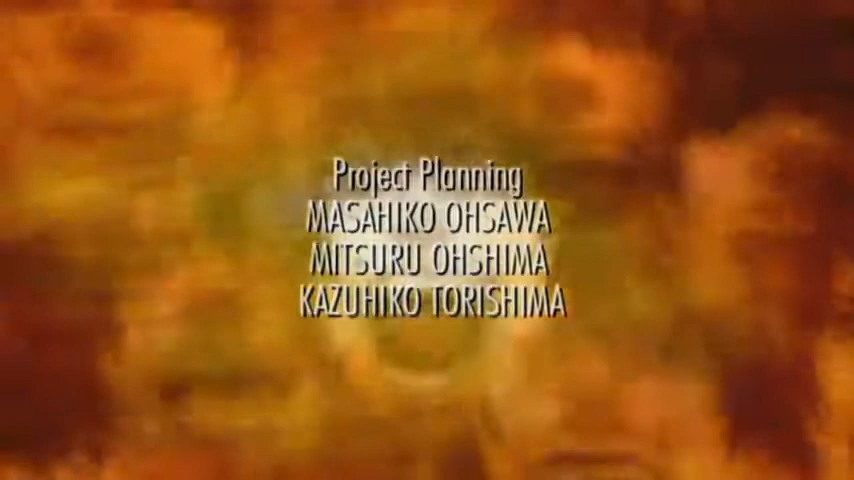 Project Planning
MASAHIKO OHSAWA
MITSURU OHSHIMA
KAZUHIKO TORISHIMA